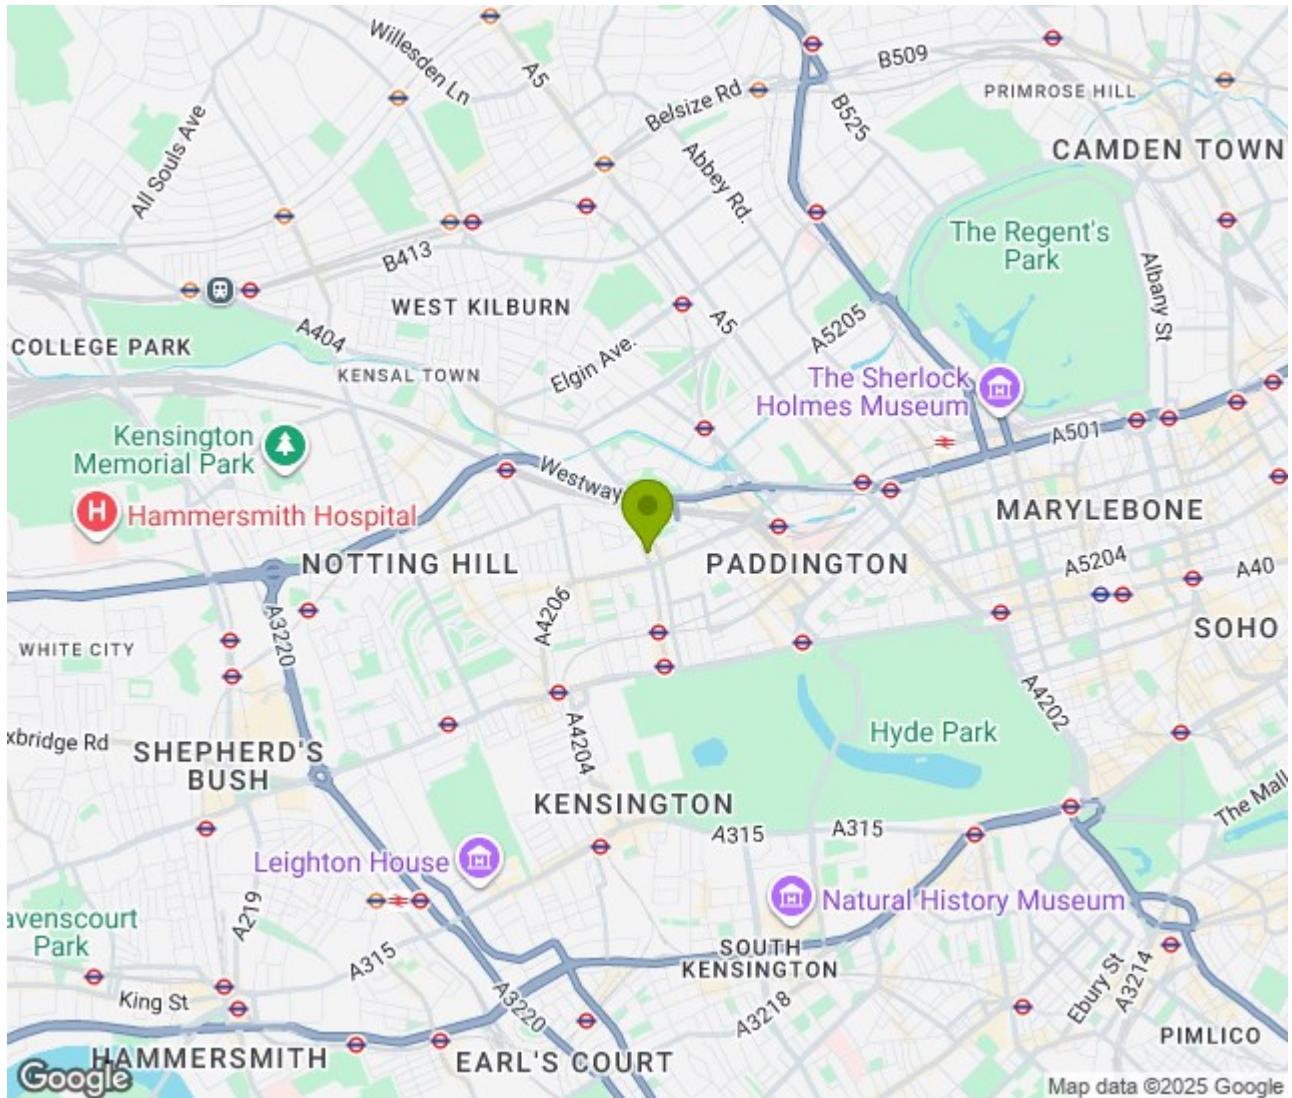 Willesden Ln
A5
B509
Belsize Rd
PRIMROSE HILL
B525
All Souls Ave
Abbey Rd.
CAMDEN TOWN
The Regent's
Park
B413
Albany St
WEST KILBURN
A404
A5
A5205
COLLEGE PARK
Elgin Ave.
KENSAL TOWN
The Sherlock
Holmes Museum
Kensington
Memorial Park
A501
Westway
H
Hammersmith Hospital
MARYLEBONE
NOTTING HILL
PADDINGTON
A5204
A40
A4206
A3220
SOHO
WHITE CITY
A4202
A4204
xbridge Rd
Hyde Park
SHEPHERD'S
BUSH
The Mall
KENSINGTON
A315
A315
Leighton House
Natural History Museum
A219
avenscourt
Park
SOUTH
KENSINGTON
A315
King St
A3220
A3218
Ebury St
A3214
PIMLICO
HAMMERSMITH
EARL'S COURT
Google
Map data ©2025 Google